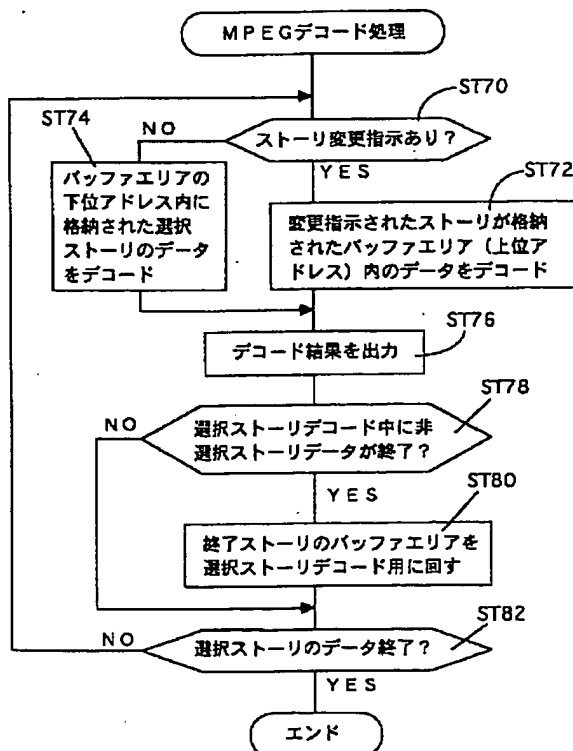 MPEGデコード処理
ST70
ストーリ変更指示あり？
NO
YES
ST74
バッファエリアの
下位アドレス内に
格納された選択
ストーリのデータ
をデコード
ST72
変更指示されたストーリが格納
されたバッファエリア（上位ア
ドレス）内のデータをデコード
ST76
デコード結果を出力
ST78
選択ストーリデコード中に非
選択ストーリデータが終了？
NO
YES
ST80
終了ストーリのバッファエリアを
選択ストーリデコード用に回す
ST82
選択ストーリのデータ終了？
NO
YES
エンド